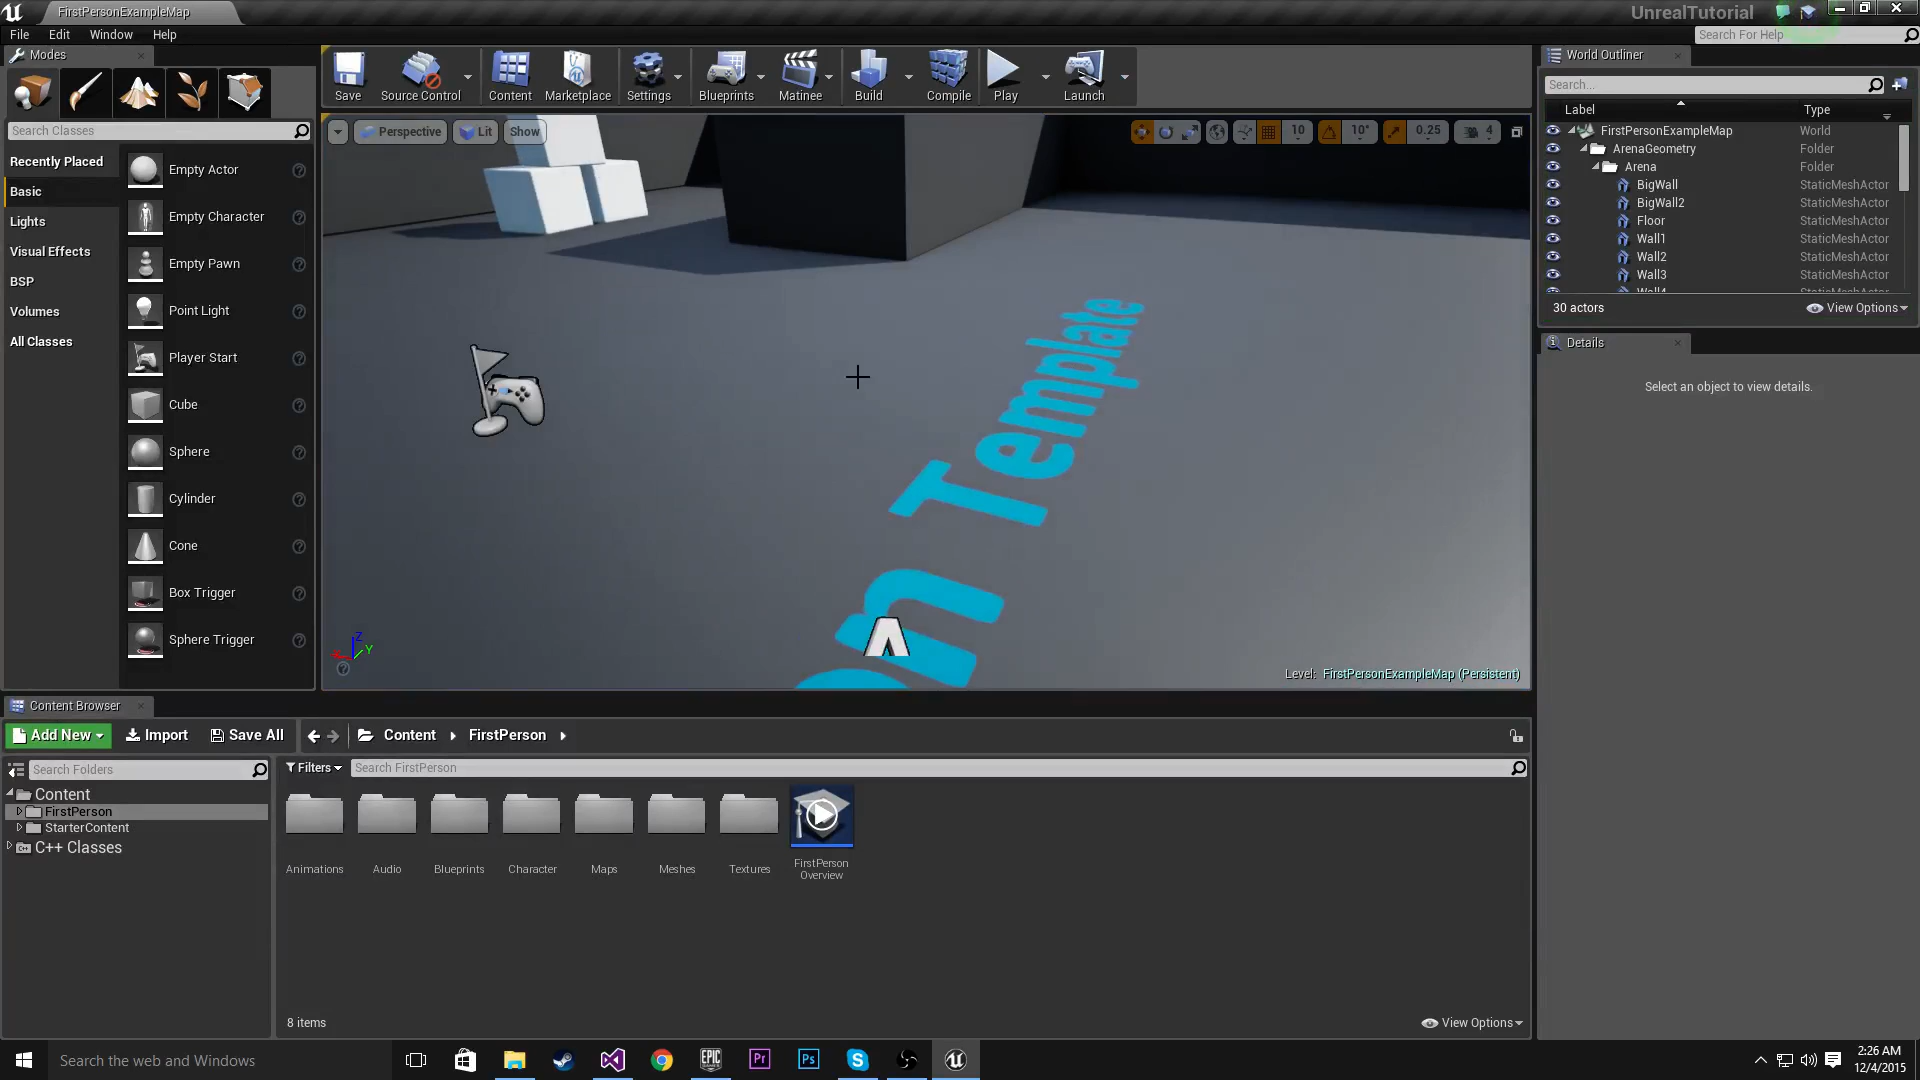 FirstPersonExampleMap
UnrealTutorial
File Edit Window Help
Search For Help
Modes
Save
Source Control
Content
Marketplace
Settings
Blueprints
Matinee
Build
Compile
Play
Launch
Search Classes
Recently Placed
Basic
Lights
Visual Effects
BSP
Volumes
All Classes
Empty Actor
Empty Character
Empty Pawn
Point Light
Player Start
Cube
Sphere
Cylinder
Cone
Box Trigger
Sphere Trigger
Perspective Lit Show
10 10° 0.25 4
on Template
Z
Y
Level: FirstPersonExampleMap (Persistent)
World Outliner
Search...
Label Type
FirstPersonExampleMap World
ArenaGeometry Folder
Arena Folder
BigWall StaticMeshActor
BigWall2 StaticMeshActor
Floor StaticMeshActor
Wall1 StaticMeshActor
Wall2 StaticMeshActor
Wall3 StaticMeshActor
30 actors View Options
Details
Select an object to view details.
Content Browser
Add New Import Save All Content FirstPerson
Search Folders
Content
FirstPerson
StarterContent
C++ Classes
Filters Search FirstPerson
Animations
Audio
Blueprints
Character
Maps
Meshes
Textures
FirstPerson
Overview
8 items View Options
Search the web and Windows
EPIC
Pr
Ps
2:26 AM
12/4/2015